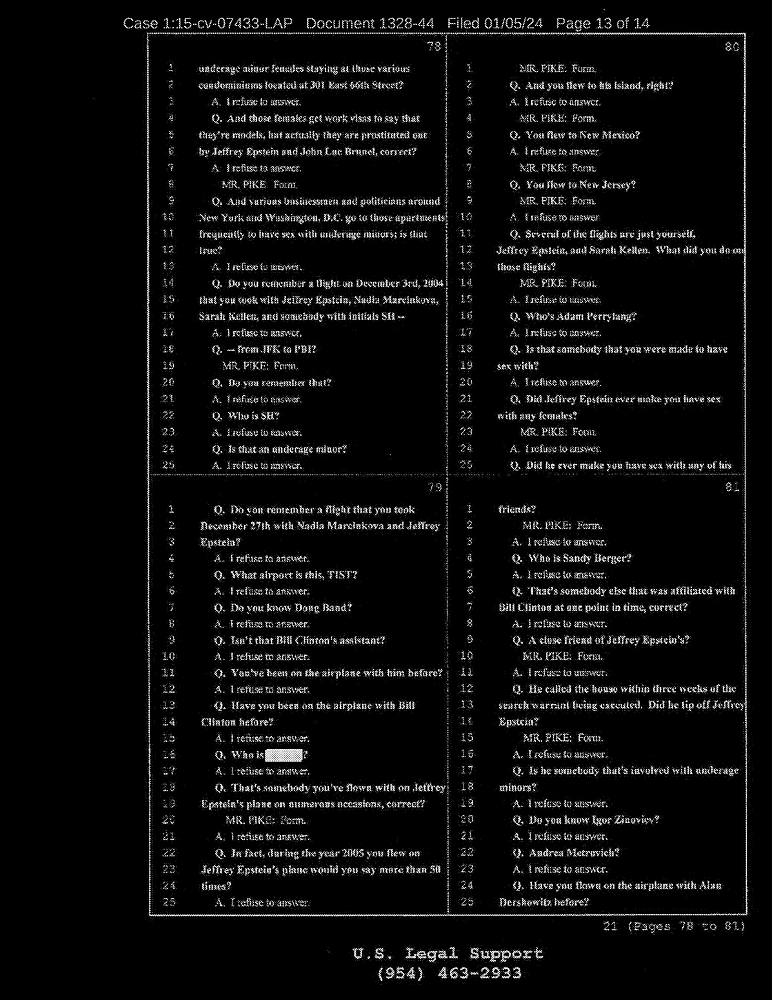 Case 1:15-cv-07433-LAP Document 1328-44 Filed 01/05/24 Page 13 of 14
78
1 underage minor females staying at those various
2 condominiums located at 301 East 66th Street?
3 A. I refuse to answer.
4 Q. And those females get work visas to say that
5 they're models, but actually they are prostituted out
6 by Jeffrey Epstein and John Luc Brunel, correct?
7 A. I refuse to answer.
8 MR. PIKE: Form.
9 Q. And various businessmen and politicians around
10 New York and Washington, D.C. go to those apartments
11 frequently to have sex with underage minors; is that
12 true?
13 A. I refuse to answer.
14 Q. Do you remember a flight on December 3rd, 2004
15 that you took with Jeffrey Epstein, Nadia Marcinkova,
16 Sarah Kellen, and somebody with initials SH --
17 A. I refuse to answer.
18 Q. -- from JFK to PBI?
19 MR. PIKE: Form.
20 Q. Do you remember that?
21 A. I refuse to answer.
22 Q. Who is SH?
23 A. I refuse to answer.
24 Q. Is that an underage minor?
25 A. I refuse to answer.
79
1 Q. Do you remember a flight that you took
2 December 27th with Nadia Marcinkova and Jeffrey
3 Epstein?
4 A. I refuse to answer.
5 Q. What airport is this, TIST?
6 A. I refuse to answer.
7 Q. Do you know Doug Band?
8 A. I refuse to answer.
9 Q. Isn't that Bill Clinton's assistant?
10 A. I refuse to answer.
11 Q. You've been on the airplane with him before?
12 A. I refuse to answer.
13 Q. Have you been on the airplane with Bill
14 Clinton before?
15 A. I refuse to answer.
16 Q. Who is ?
17 A. I refuse to answer.
18 Q. That's somebody you've flown with on Jeffrey
19 Epstein's plane on numerous occasions, correct?
20 MR. PIKE: Form.
21 A. I refuse to answer.
22 Q. In fact, during the year 2005 you flew on
23 Jeffrey Epstein's plane would you say more than 50
24 times?
25 A. I refuse to answer.
80
1 MR. PIKE: Form.
2 Q. And you flew to his island, right?
3 A. I refuse to answer.
4 MR. PIKE: Form.
5 Q. You flew to New Mexico?
6 A. I refuse to answer.
7 MR. PIKE: Form.
8 Q. You flew to New Jersey?
9 MR. PIKE: Form.
10 A. I refuse to answer
11 Q. Several of the flights are just yourself,
12 Jeffrey Epstein, and Sarah Kellen. What did you do on
13 those flights?
14 MR. PIKE: Form.
15 A. I refuse to answer.
16 Q. Who's Adam Perrylang?
17 A. I refuse to answer.
18 Q. Is that somebody that you were made to have
19 sex with?
20 A. I refuse to answer.
21 Q. Did Jeffrey Epstein ever make you have sex
22 with any females?
23 MR. PIKE: Form.
24 A. I refuse to answer.
25 Q. Did he ever make you have sex with any of his
81
1 friends?
2 MR. PIKE: Form.
3 A. I refuse to answer.
4 Q. Who is Sandy Berger?
5 A. I refuse to answer.
6 Q. That's somebody else that was affiliated with
7 Bill Clinton at one point in time, correct?
8 A. I refuse to answer.
9 Q. A close friend of Jeffrey Epstein's?
10 MR. PIKE: Form.
11 A. I refuse to answer.
12 Q. He called the house within three weeks of the
13 search warrant being executed. Did he tip off Jeffrey
14 Epstein?
15 MR. PIKE: Form.
16 A. I refuse to answer.
17 Q. Is he somebody that's involved with underage
18 minors?
19 A. I refuse to answer.
20 Q. Do you know Igor Zinoviev?
21 A. I refuse to answer.
22 Q. Andrea Metrovich?
23 A. I refuse to answer.
24 Q. Have you flown on the airplane with Alan
25 Dershowitz before?
21 (Pages 78 to 81)
U.S. Legal Support
(954) 463-2933